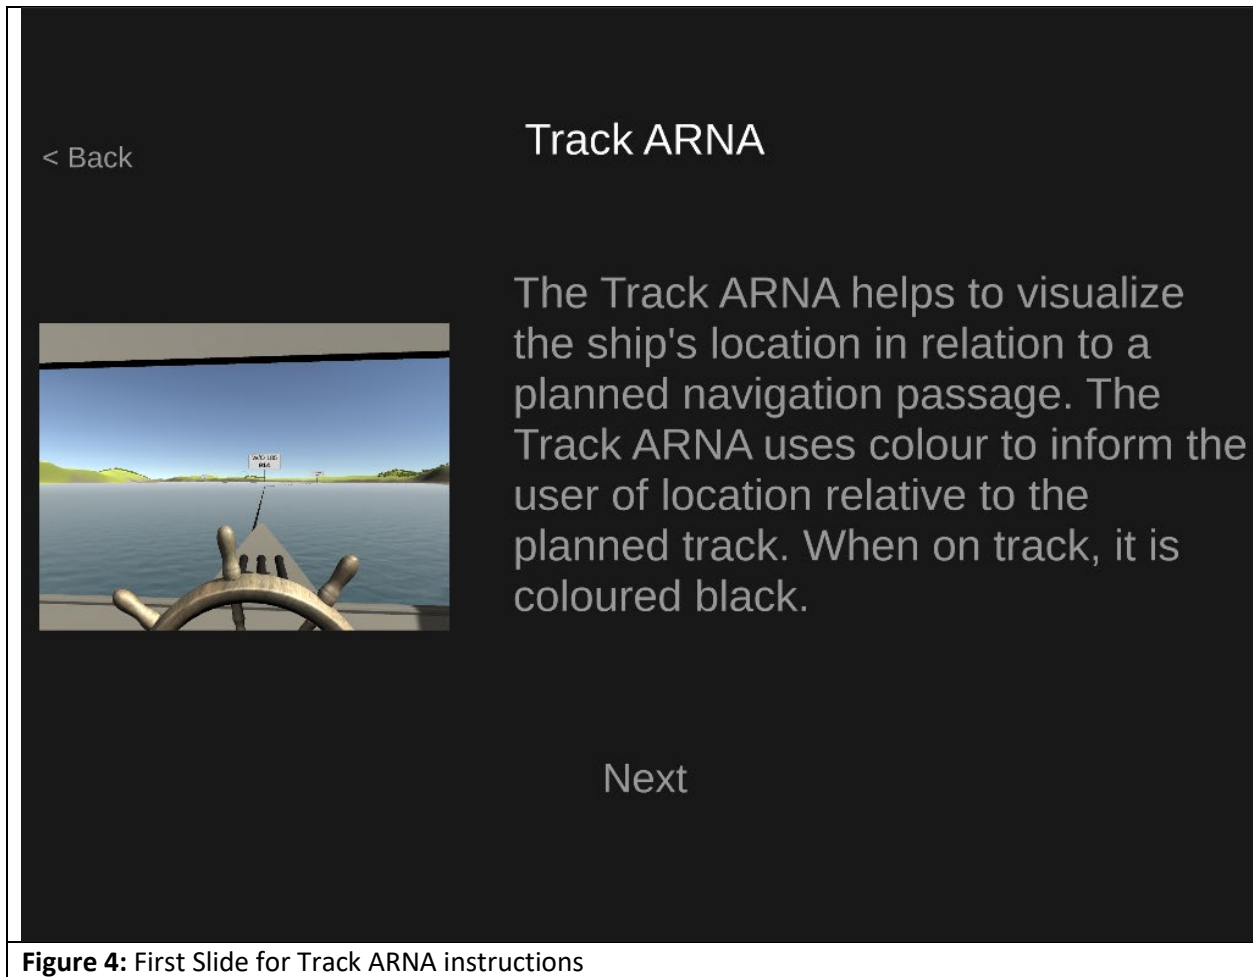 Track ARNA
< Back
The Track ARNA helps to visualize
the ship's location in relation to a
planned navigation passage. The
Track ARNA uses colour to inform the
user of location relative to the
planned track. When on track, it is
coloured black.
W/O 185
Next
Figure 4: First Slide for Track ARNA instructions